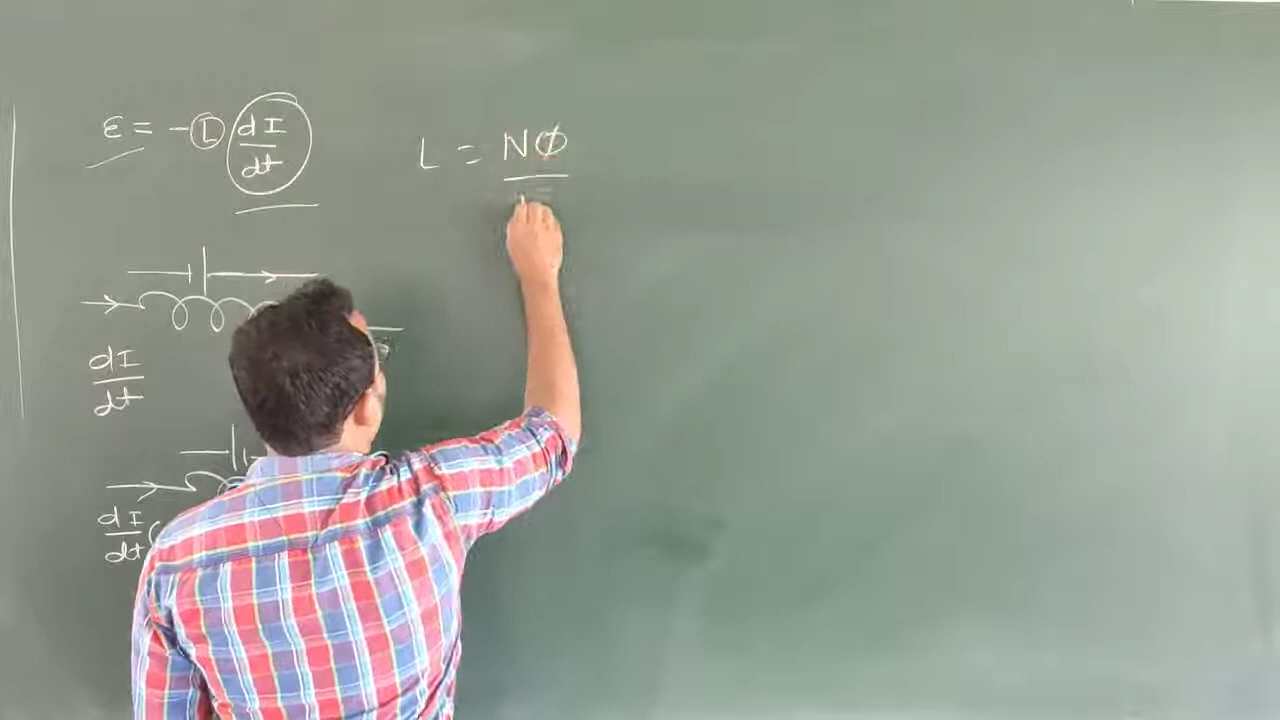 ε = -L dI/dt
L = NΦ
dI/dt
dI/dt (